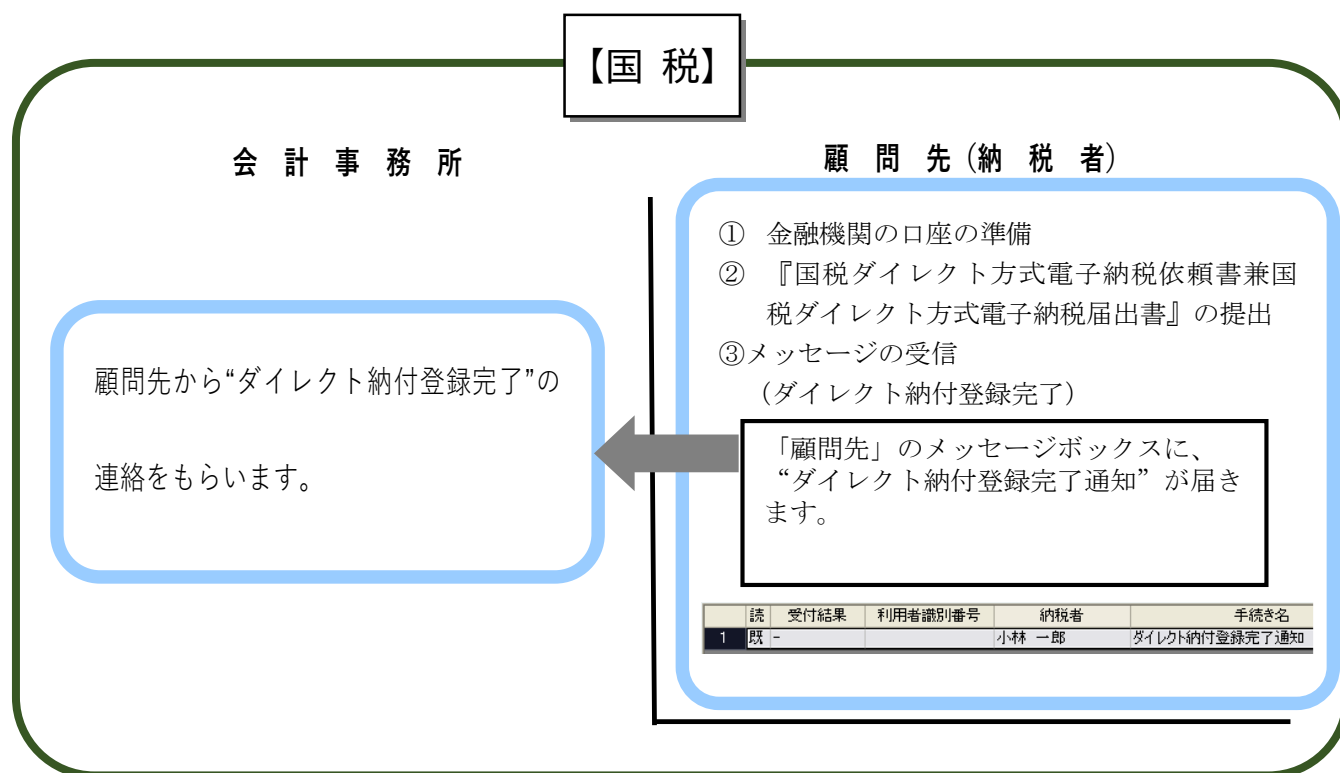 【国 税】
会 計 事 務 所
顧問先から“ダイレクト納付登録完了”の
連絡をもらいます。
顧 問 先（納 税 者）
① 金融機関の口座の準備
② 『国税ダイレクト方式電子納税依頼書兼国
税ダイレクト方式電子納税届出書』の提出
③メッセージの受信
（ダイレクト納付登録完了）
「顧問先」のメッセージボックスに、
“ダイレクト納付登録完了通知”が届き
ます。
読 受付結果 利用者識別番号 納税者 手続き名
1 既 - 小林 一郎 ダイレクト納付登録完了通知